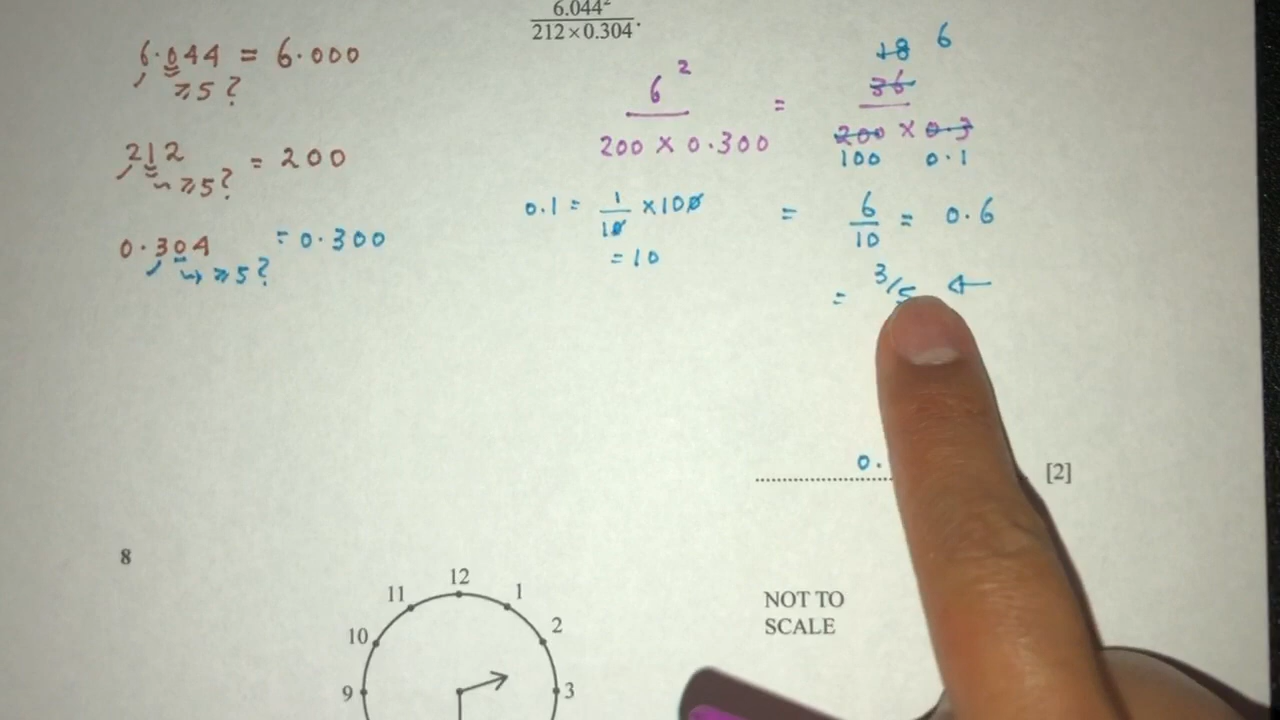 6.044²
212 × 0.304.
6.044 = 6.000
≥5?
212 = 200
≥5?
0.304 = 0.300
≥5?
6²
200 × 0.300
=
18 6
36
200 × 0.3
100 0.1
0.1 = 1/10 × 100
= 10
= 6/10 = 0.6
= 3/5
0.
[2]
8
12
11
1
10
2
9
3
NOT TO
SCALE